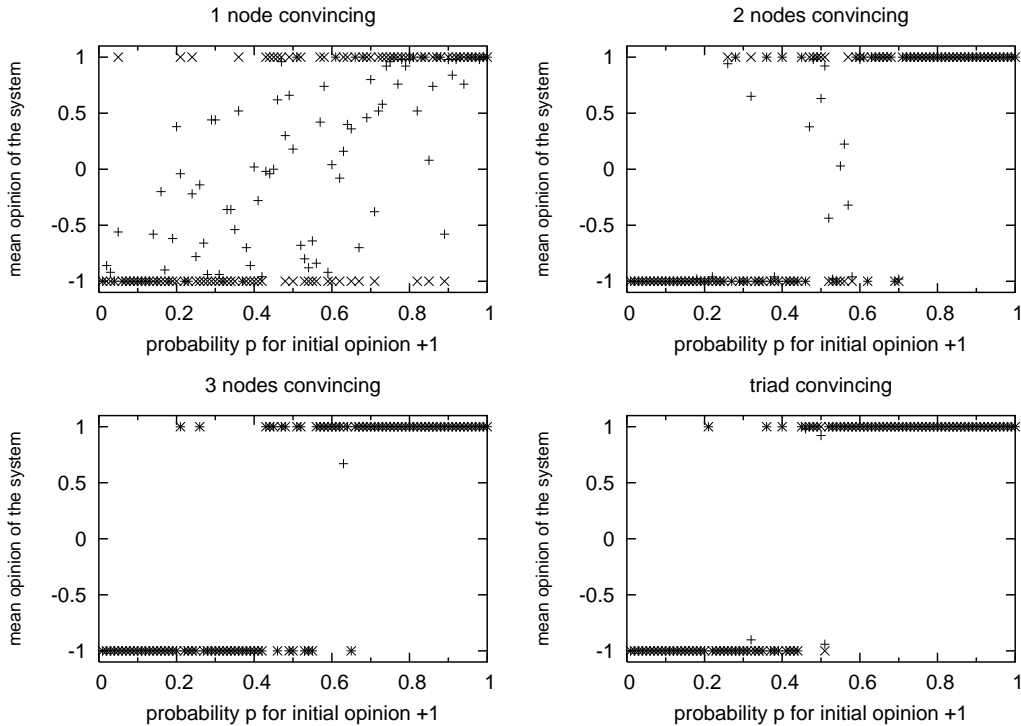 1 node convincing
1
0.5
0
-0.5
-1
mean opinion of the system
0 0.2 0.4 0.6 0.8 1
probability p for initial opinion +1
2 nodes convincing
1
0.5
0
-0.5
-1
mean opinion of the system
0 0.2 0.4 0.6 0.8 1
probability p for initial opinion +1
3 nodes convincing
1
0.5
0
-0.5
-1
mean opinion of the system
0 0.2 0.4 0.6 0.8 1
probability p for initial opinion +1
triad convincing
1
0.5
0
-0.5
-1
mean opinion of the system
0 0.2 0.4 0.6 0.8 1
probability p for initial opinion +1